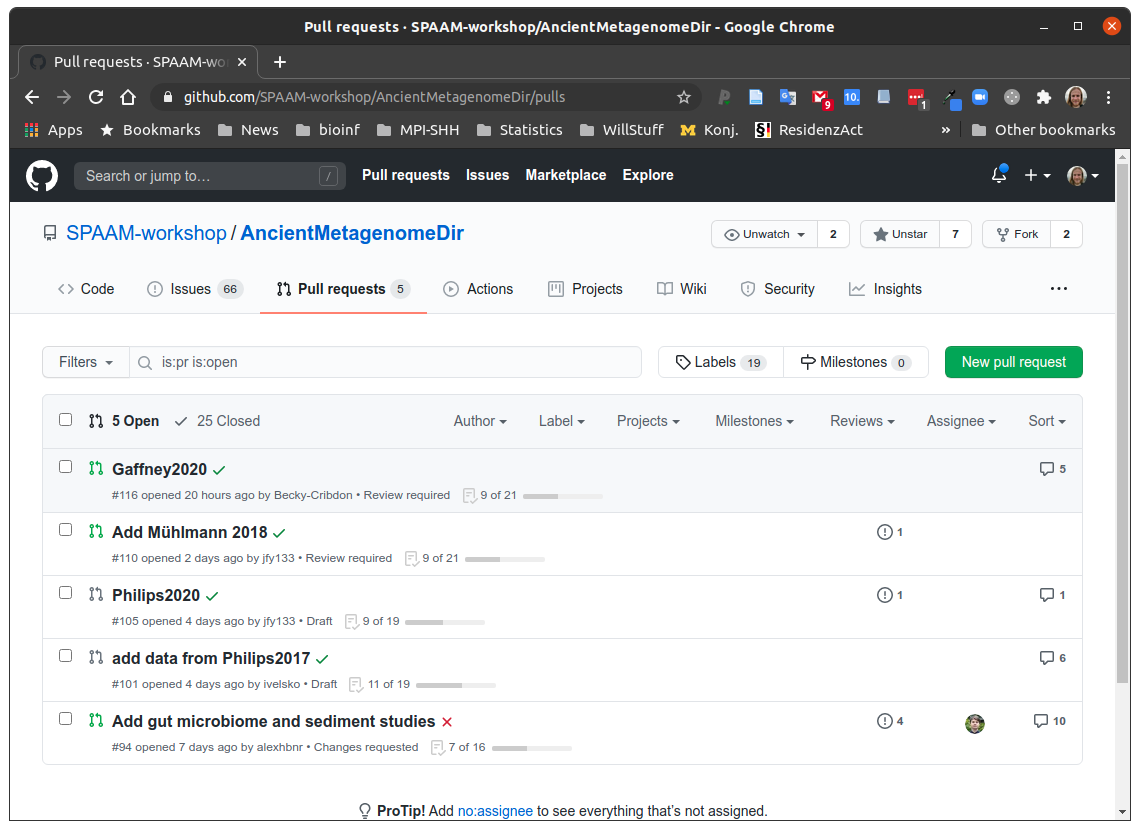 Pull requests · SPAAM-workshop/AncientMetagenomeDir - Google Chrome
Pull requests · SPAAM-wo
github.com/SPAAM-workshop/AncientMetagenomeDir/pulls
9 10. 1
Apps Bookmarks News bioinf MPI-SHH Statistics WillStuff Konj. S! ResidenzAct » Other bookmarks
Search or jump to… / Pull requests Issues Marketplace Explore
SPAAM-workshop / AncientMetagenomeDir Unwatch 2 Unstar 7 Fork 2
Code Issues 66 Pull requests 5 Actions Projects Wiki Security Insights
Filters is:pr is:open Labels 19 Milestones 0 New pull request
5 Open 25 Closed Author Label Projects Milestones Reviews Assignee Sort
Gaffney2020 5
#116 opened 20 hours ago by Becky-Cribdon • Review required 9 of 21
Add Mühlmann 2018 1
#110 opened 2 days ago by jfy133 • Review required 9 of 21
Philips2020 1 1
#105 opened 4 days ago by jfy133 • Draft 9 of 19
add data from Philips2017 6
#101 opened 4 days ago by ivelsko • Draft 11 of 19
Add gut microbiome and sediment studies 4 10
#94 opened 7 days ago by alexhbnr • Changes requested 7 of 16
ProTip! Add no:assignee to see everything that's not assigned.